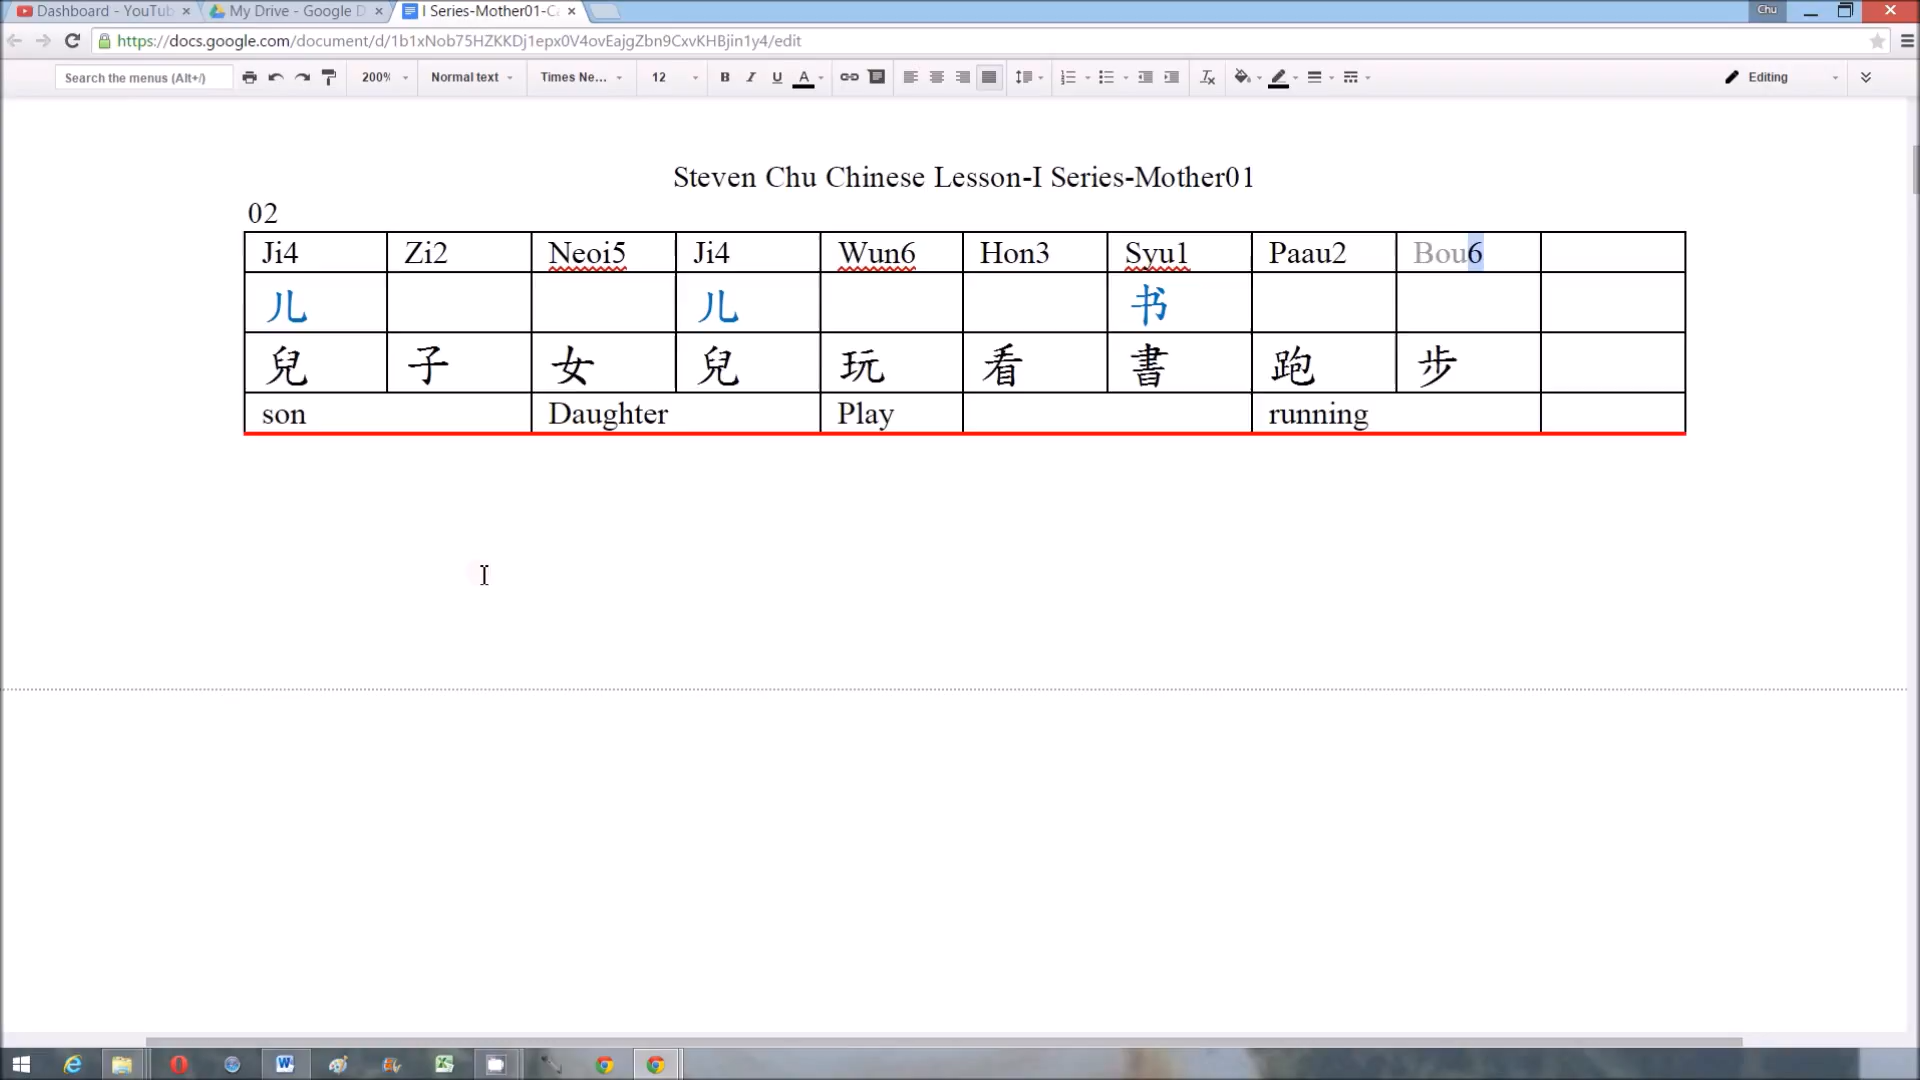 Dashboard - YouTub
My Drive - Google D
I Series-Mother01-C
Chu
https://docs.google.com/document/d/1b1xNob75HZKKDj1epx0V4ovEajgZbn9CxvKHBjin1y4/edit
Search the menus (Alt+/) 200% Normal text Times Ne... 12 B I U A Editing
Steven Chu Chinese Lesson-I Series-Mother01
02
Ji4 Zi2 Neoi5 Ji4 Wun6 Hon3 Syu1 Paau2 Bou6
儿 儿 书
兒 子 女 兒 玩 看 書 跑 步
son Daughter Play running